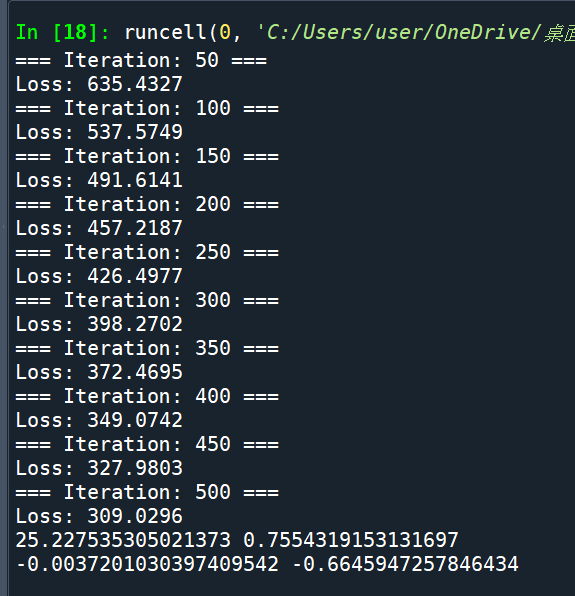 In [18]: runcell(0, 'C:/Users/user/OneDrive/桌面
=== Iteration: 50 ===
Loss: 635.4327
=== Iteration: 100 ===
Loss: 537.5749
=== Iteration: 150 ===
Loss: 491.6141
=== Iteration: 200 ===
Loss: 457.2187
=== Iteration: 250 ===
Loss: 426.4977
=== Iteration: 300 ===
Loss: 398.2702
=== Iteration: 350 ===
Loss: 372.4695
=== Iteration: 400 ===
Loss: 349.0742
=== Iteration: 450 ===
Loss: 327.9803
=== Iteration: 500 ===
Loss: 309.0296
25.227535305021373 0.7554319153131697
-0.0037201030397409542 -0.6645947257846434